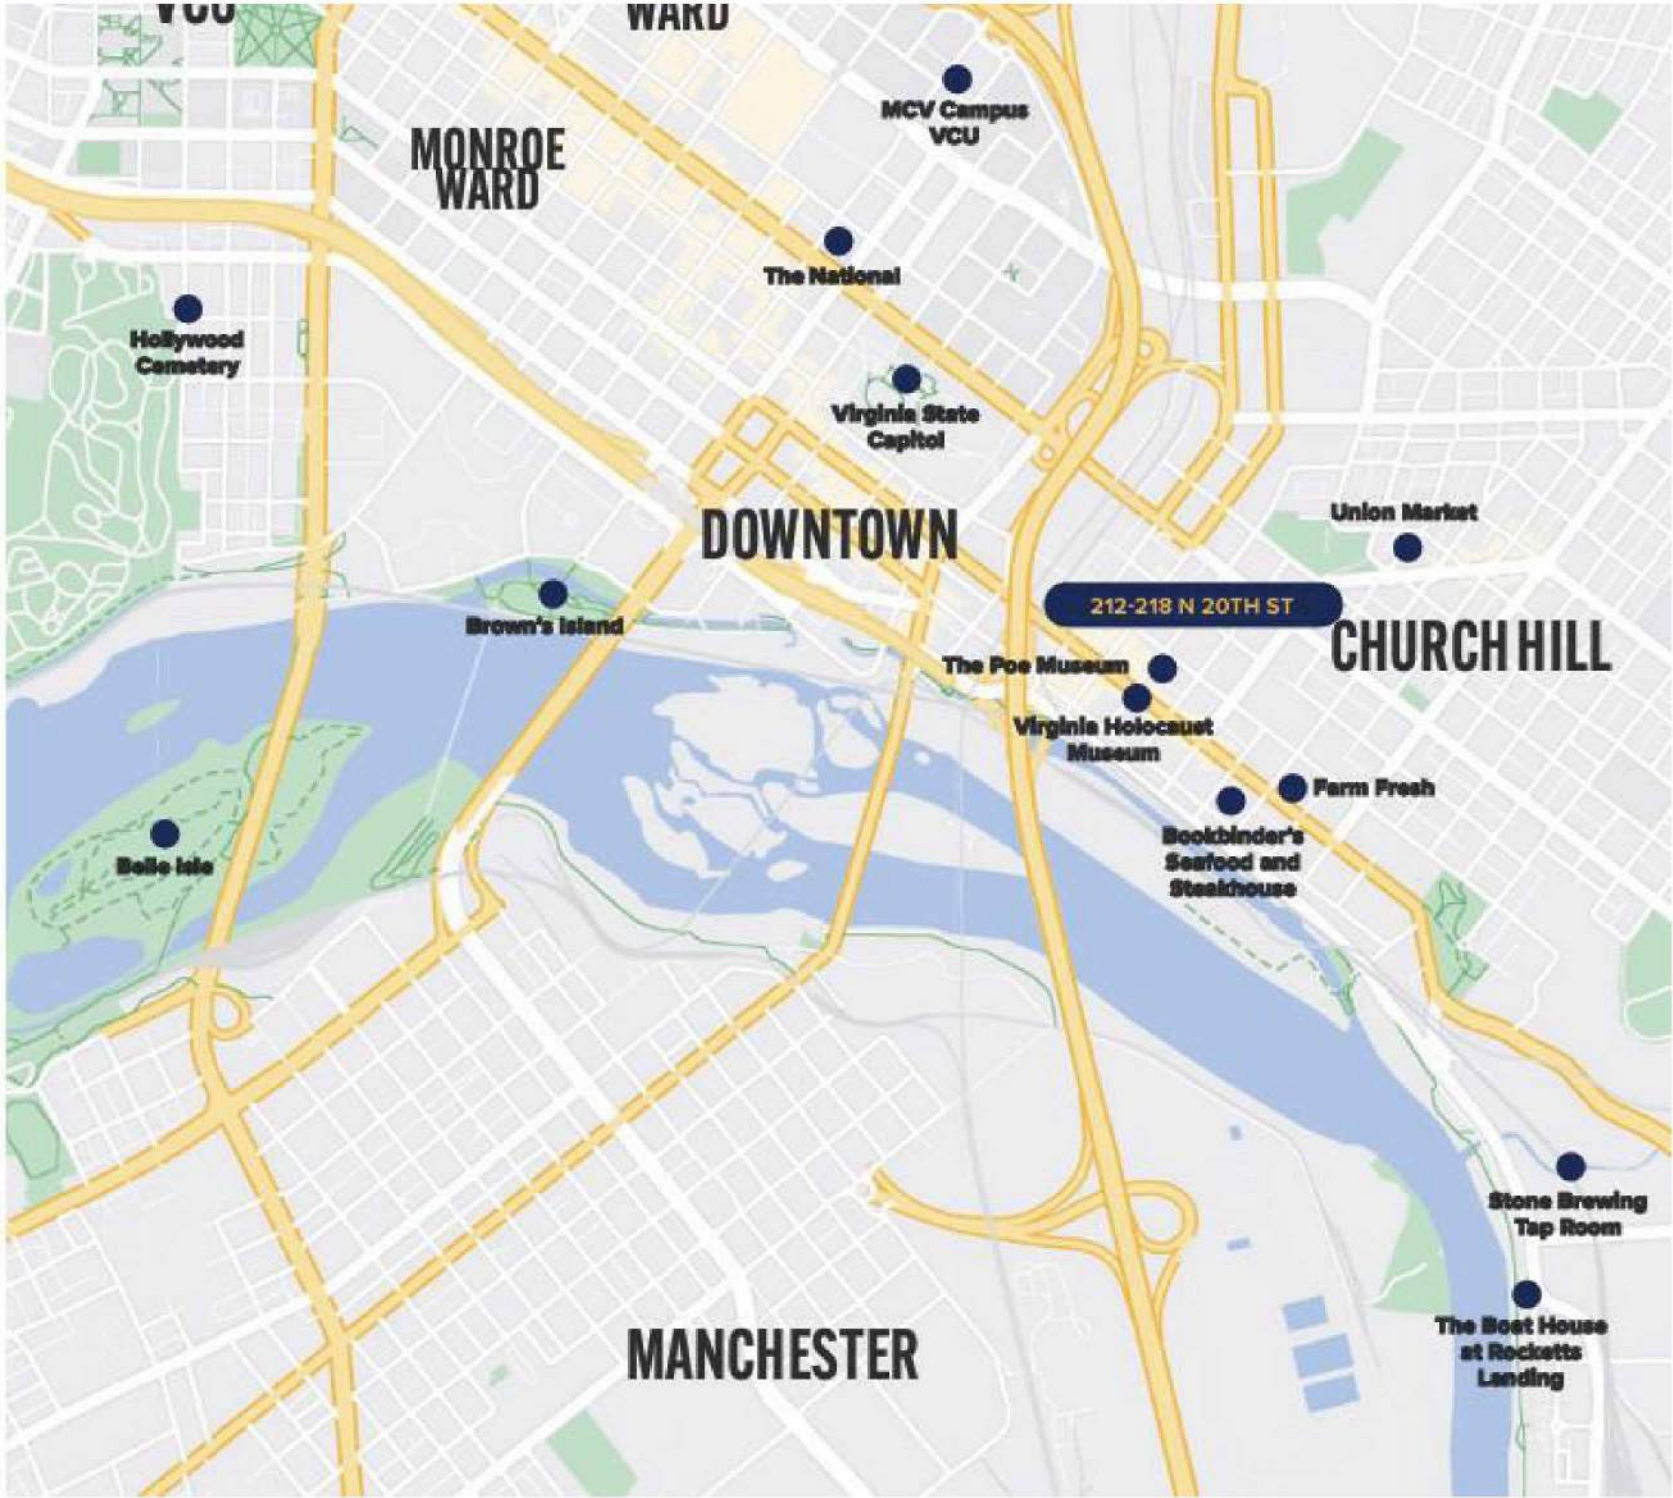 VCU
WARD
MCV Campus
VCU
MONROE
WARD
The National
Hollywood
Cemetery
Virginia State
Capitol
Union Market
DOWNTOWN
212-218 N 20TH ST
Brown's Island
CHURCH HILL
The Poe Museum
Virginia Holocaust
Museum
Farm Fresh
Bookbinder's
Seafood and
Steakhouse
Belle Isle
Stone Brewing
Tap Room
The Boat House
at Rocketts
Landing
MANCHESTER